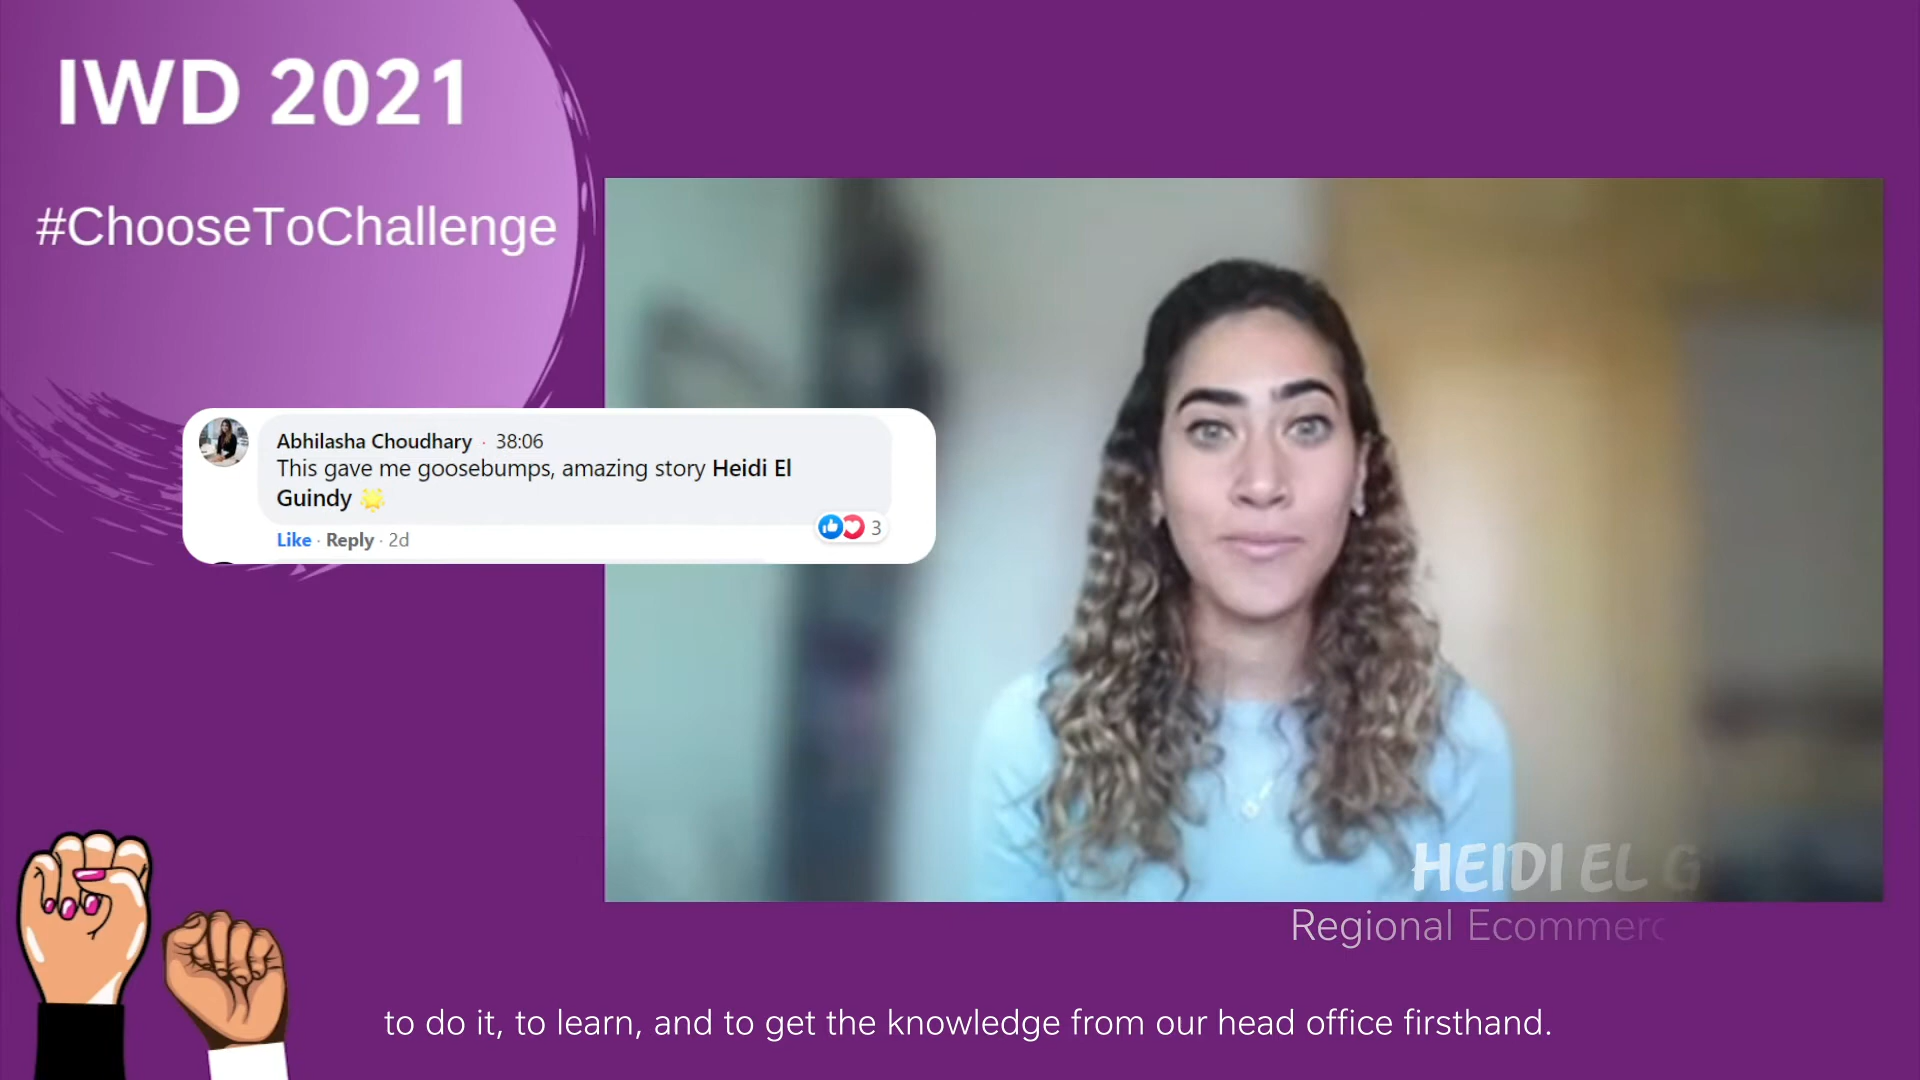 IWD 2021
#ChooseToChallenge
Abhilasha Choudhary · 38:06
This gave me goosebumps, amazing story Heidi El
Guindy 🌟
Like · Reply · 2d
3
HEIDI EL G
Regional Ecommerc
to do it, to learn, and to get the knowledge from our head office firsthand.